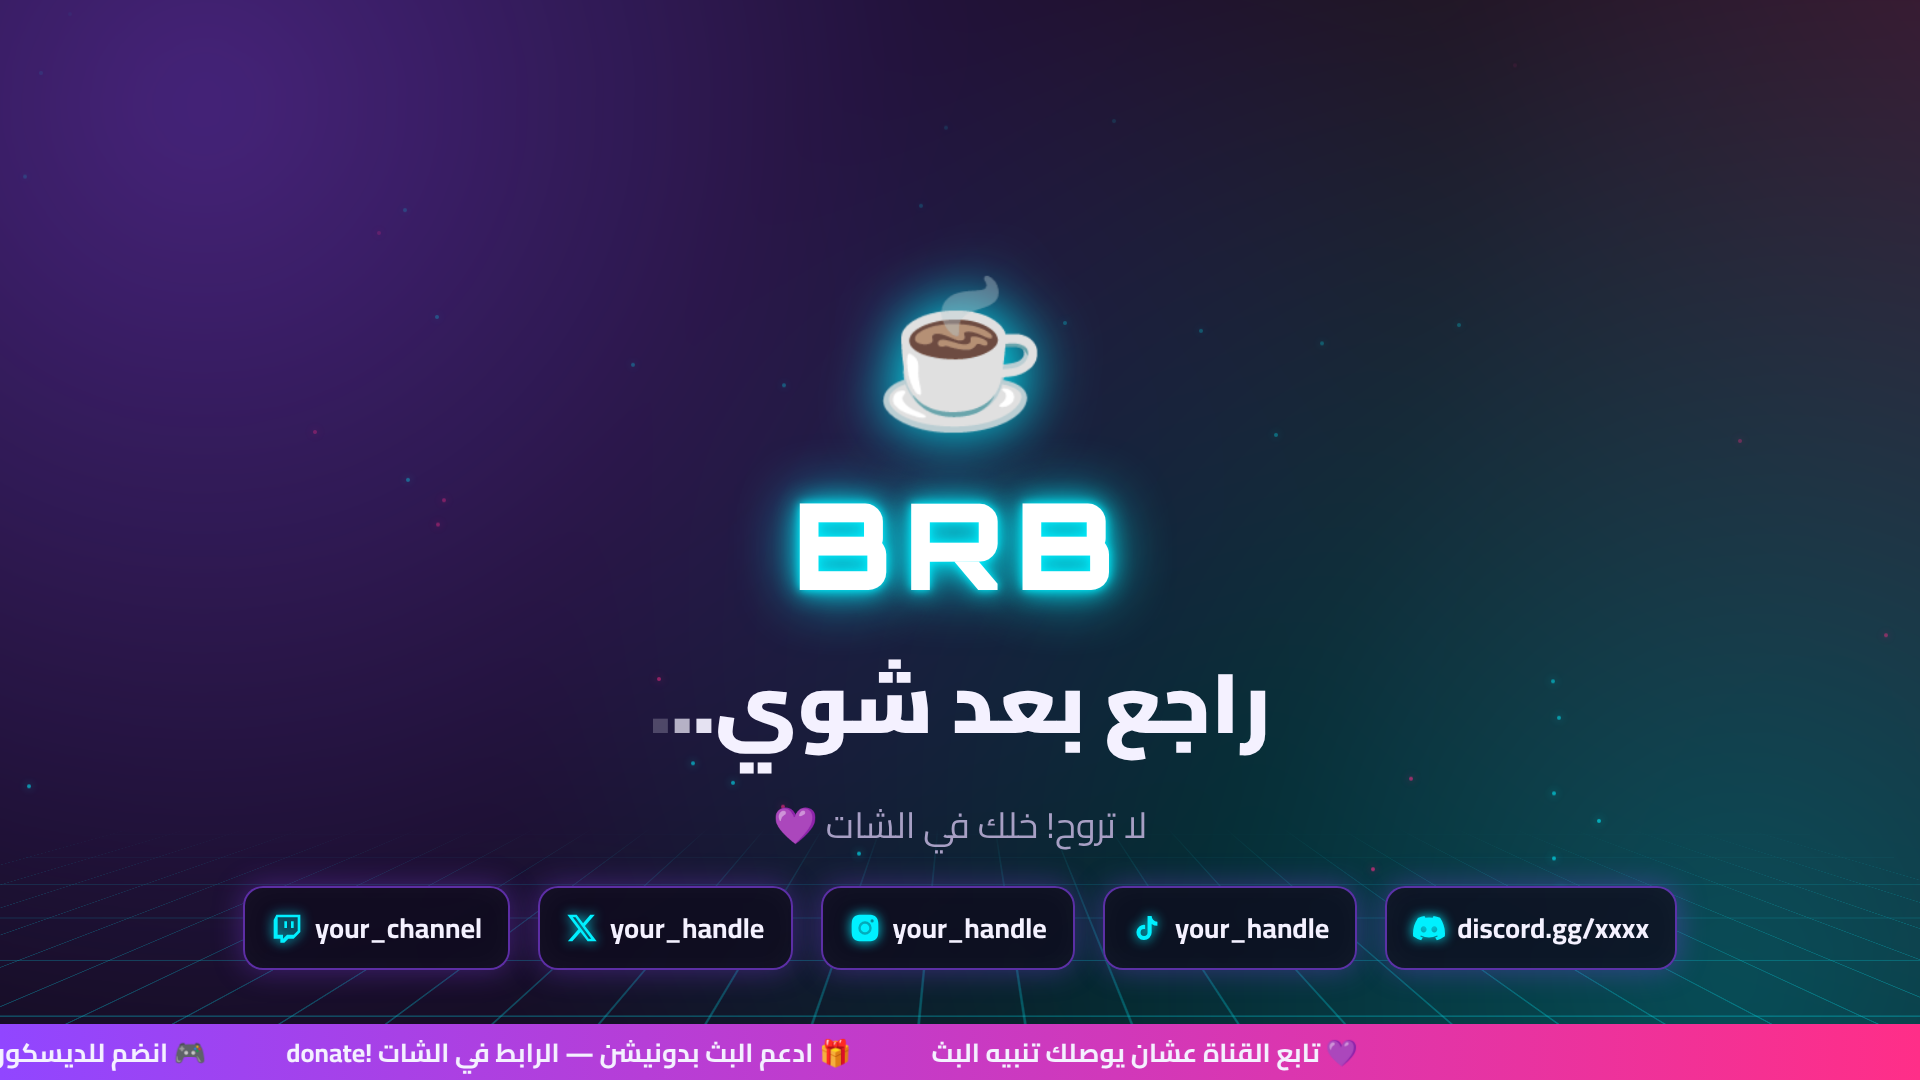 BRB
راجع بعد شوي...
لا تروح! خلك في الشات 💜
your_channel
your_handle
your_handle
your_handle
discord.gg/xxxx
💜 تابع القناة عشان يوصلك تنبيه البث
🎁 ادعم البث بدونيشن — الرابط في الشات !donate
🎮 انضم للديسكور